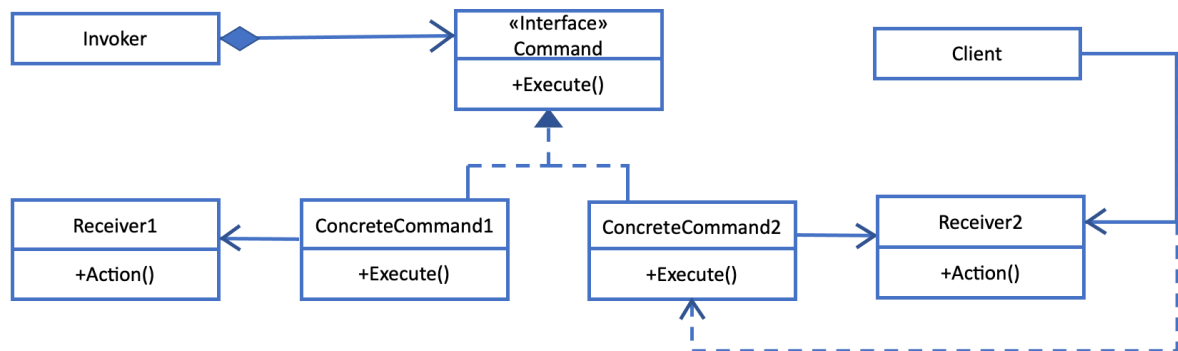 Invoker
«Interface»
Command
+Execute()
Client
Receiver1
+Action()
ConcreteCommand1
+Execute()
ConcreteCommand2
+Execute()
Receiver2
+Action()